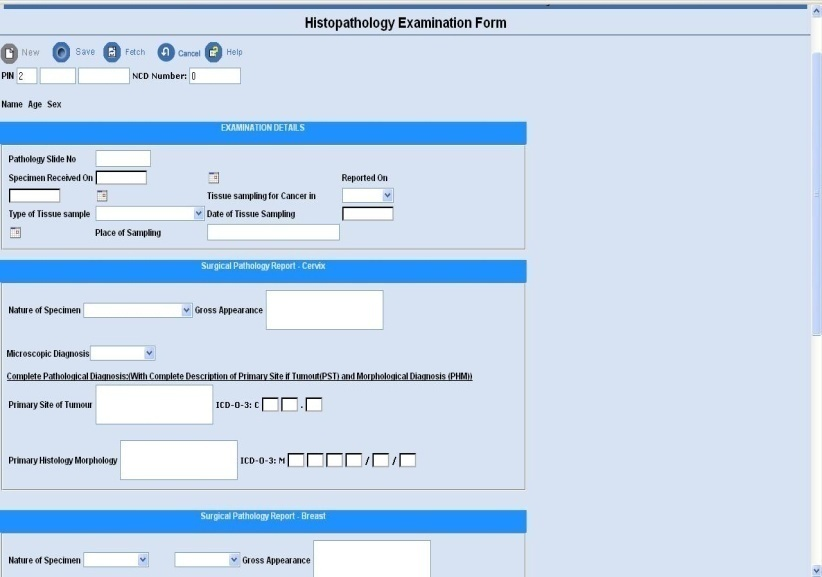 Histopathology Examination Form
New Save Fetch Cancel Help
PIN 2 NCD Number: 0
Name Age Sex
EXAMINATION DETAILS
Pathology Slide No
Specimen Received On Reported On
Tissue sampling for Cancer in
Type of Tissue sample Date of Tissue Sampling
Place of Sampling
Surgical Pathology Report - Cervix
Nature of Specimen Gross Appearance
Microscopic Diagnosis
Complete Pathological Diagnosis:(With Complete Description of Primary Site if Tumout(PST) and Morphological Diagnosis (PHM))
Primary Site of Tumour ICD-O-3: C .
Primary Histology Morphology ICD-O-3: M / /
Surgical Pathology Report - Breast
Nature of Specimen Gross Appearance